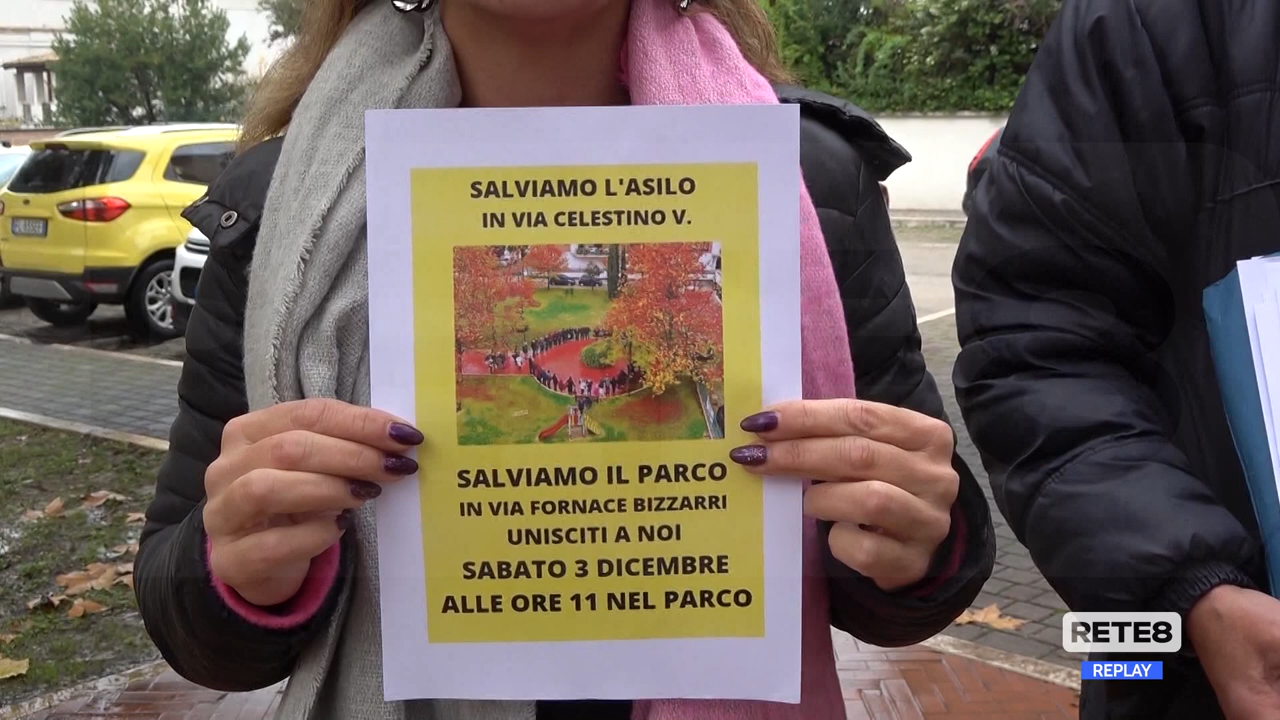 SALVIAMO L'ASILO
IN VIA CELESTINO V.
SALVIAMO IL PARCO
IN VIA FORNACE BIZZARRI
UNISCITI A NOI
SABATO 3 DICEMBRE
ALLE ORE 11 NEL PARCO
RETE8
REPLAY